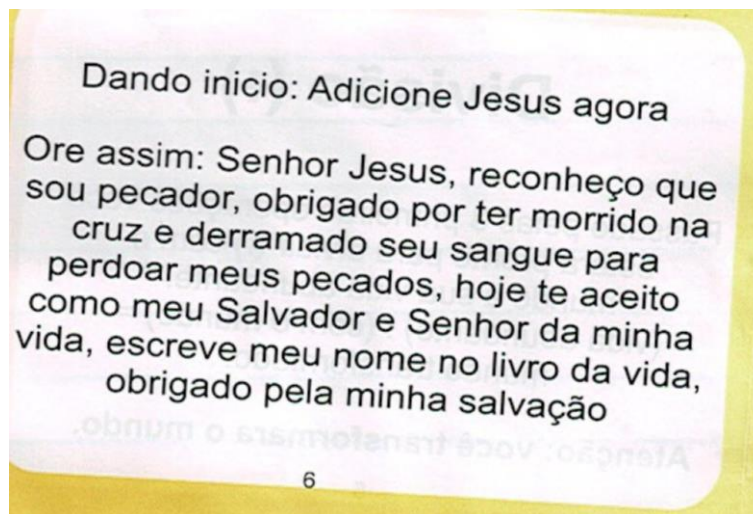 Dando inicio: Adicione Jesus agora
Ore assim: Senhor Jesus, reconheço que
sou pecador, obrigado por ter morrido na
cruz e derramado seu sangue para
perdoar meus pecados, hoje te aceito
como meu Salvador e Senhor da minha
vida, escreve meu nome no livro da vida,
obrigado pela minha salvação
6